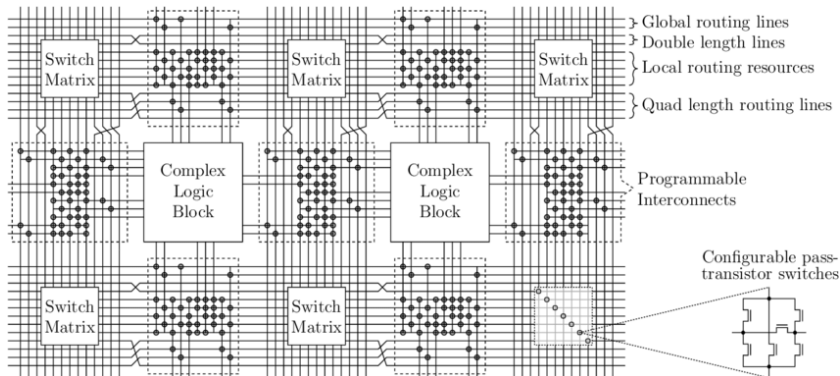 Global routing lines
Double length lines
Local routing resources
Quad length routing lines
Switch
Matrix
Switch
Matrix
Switch
Matrix
Complex
Logic
Block
Complex
Logic
Block
Programmable
Interconnects
Configurable pass-
transistor switches
Switch
Matrix
Switch
Matrix